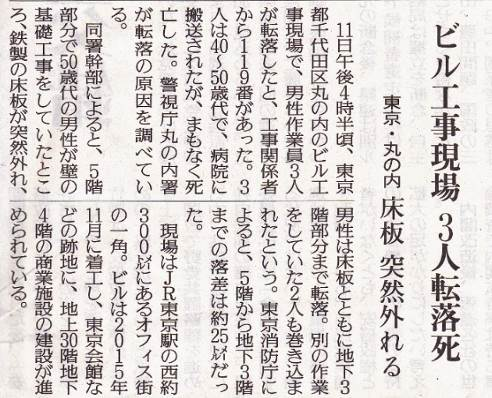 ビル工事現場 3人転落死
東京・丸の内 床板 突然外れる
11日午後4時半頃、東京
都千代田区丸の内のビル工
事現場で、男性作業員3人
が転落したと、工事関係者
から119番があった。3
人は40～50歳代で、病院に
搬送されたが、まもなく死
亡した。警視庁丸の内署
が転落の原因を調べてい
る。
同署幹部によると、5階
部分で50歳代の男性が壁の
基礎工事をしていたとこ
ろ、鉄製の床板が突然外れ、
男性は床板とともに地下3
階部分まで転落。別の作業
をしていた2人も巻き込ま
れたという。東京消防庁に
よると、5階から地下3階
までの落差は約25㍍だっ
た。
現場はJR東京駅の西約
300㍍にあるオフィス街
の一角。ビルは2015年
11月に着工し、東京会館な
どの跡地に、地上30階地下
4階の商業施設の建設が進
められている。